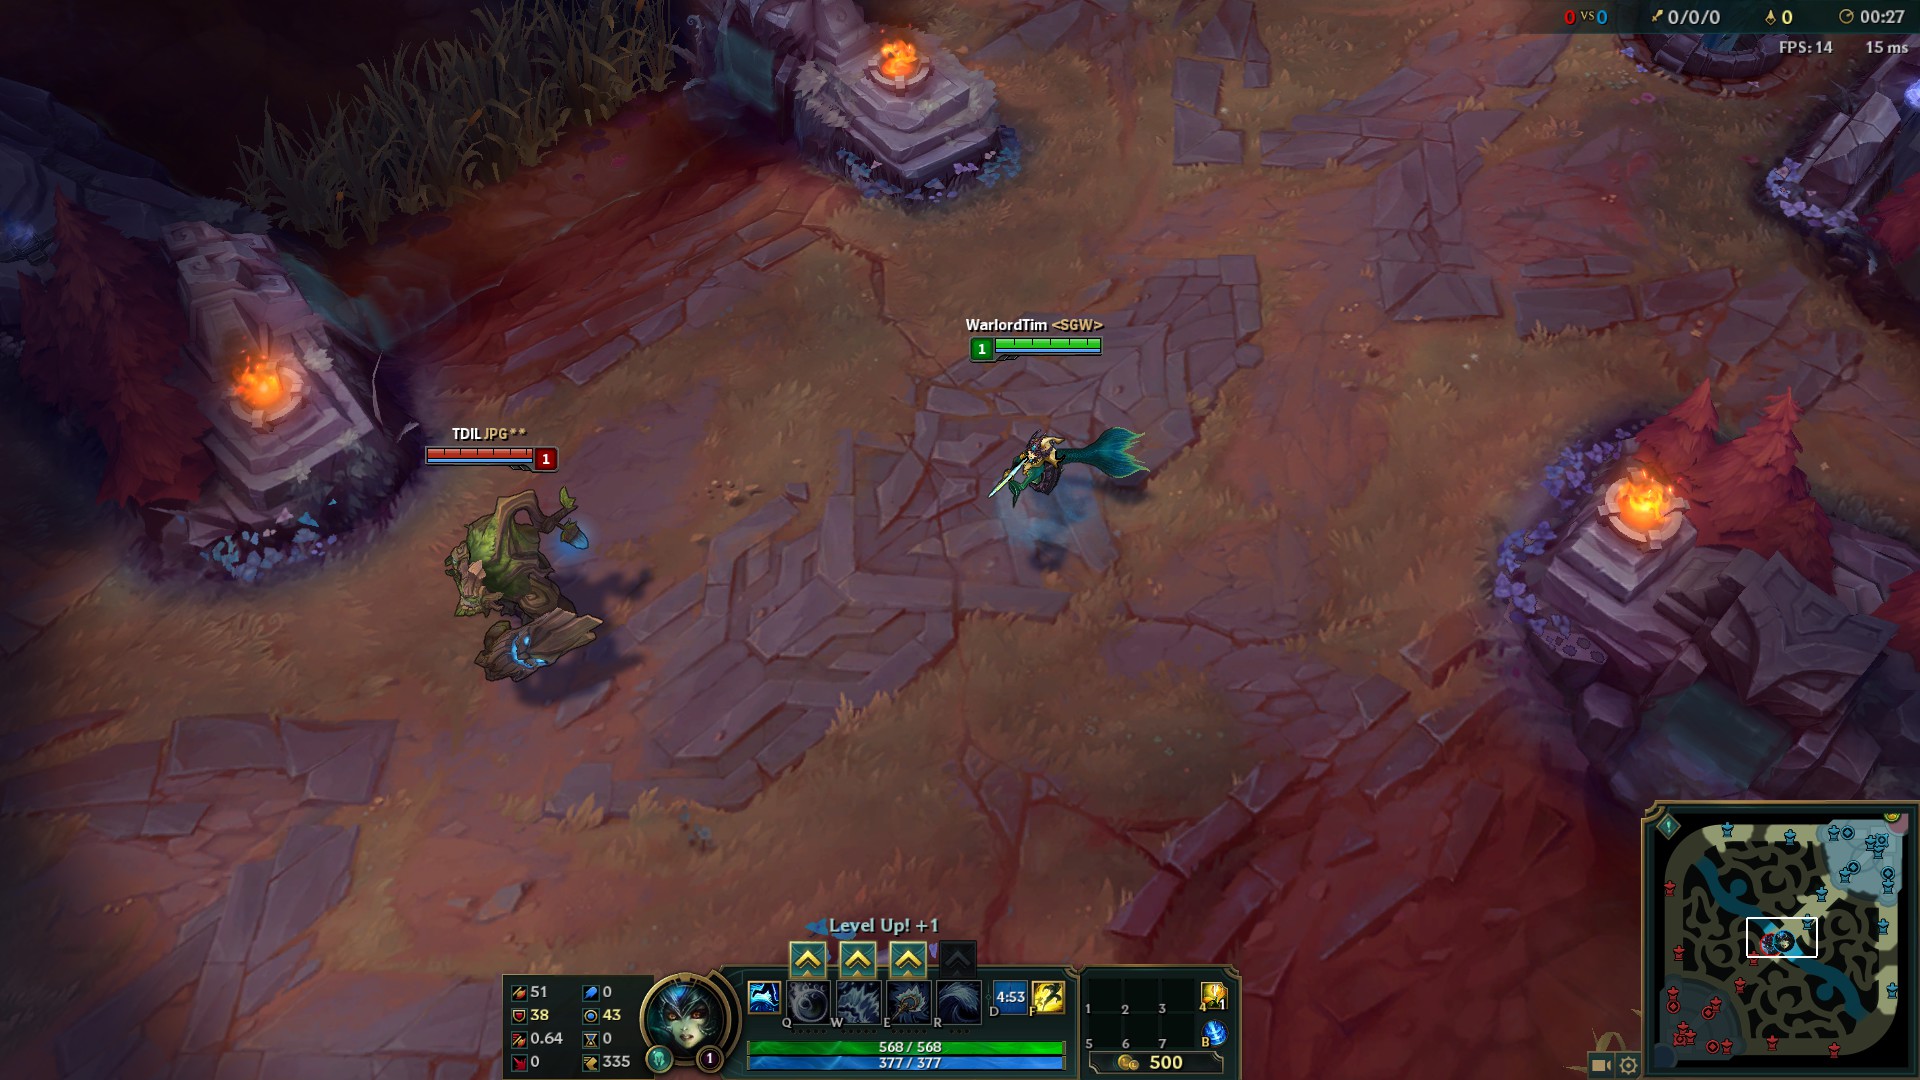 0 VS 0 0/0/0 0 00:27
FPS: 14 15 ms
WarlordTim <SGW>
1
TDIL JPG**
1
Level Up! +1
51 0
38 43
0.64 0
0 335
1
Q W E R
4:53
D F
1 2 3 4 1
5 6 7 B
568 / 568
377 / 377
500